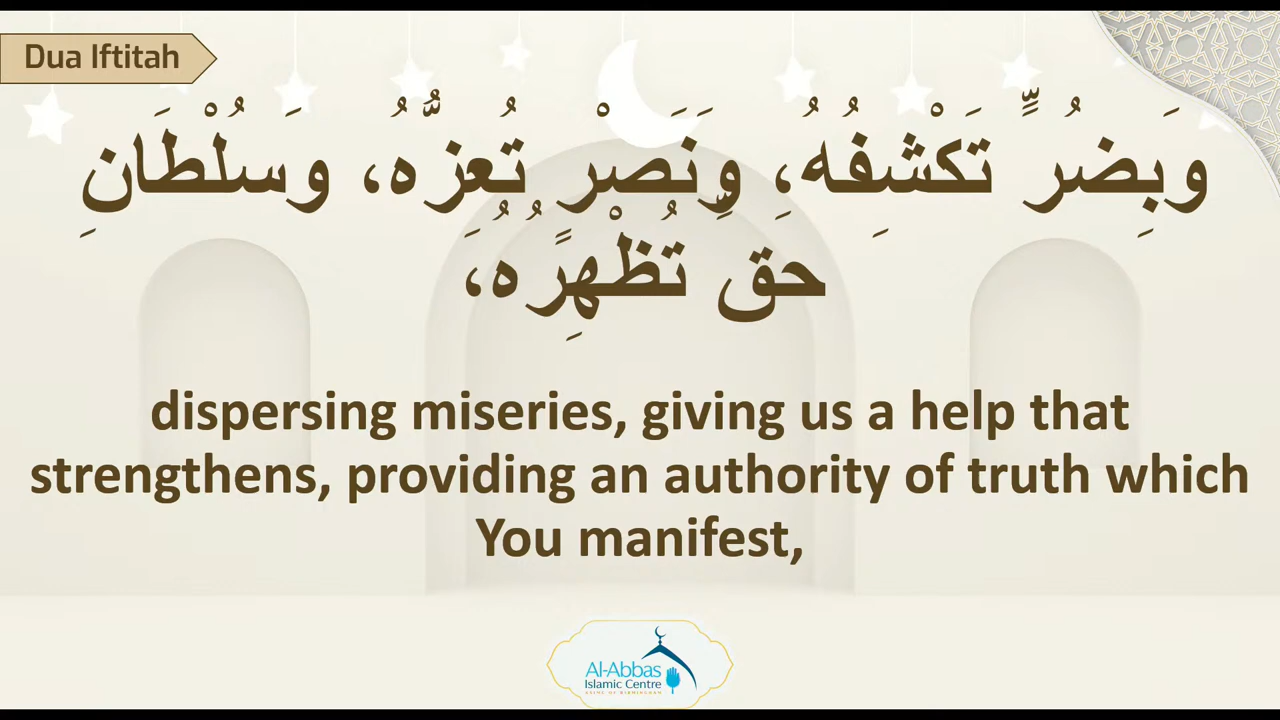 Dua Iftitah
وَبِضُرٍّ تَكْشِفُهُ، وَنَصْرٍ تُعِزُّهُ، وَسُلْطَانِ
حَقٍّ تُظْهِرُهُ،
dispersing miseries, giving us a help that
strengthens, providing an authority of truth which
You manifest,
Al-Abbas
Islamic Centre